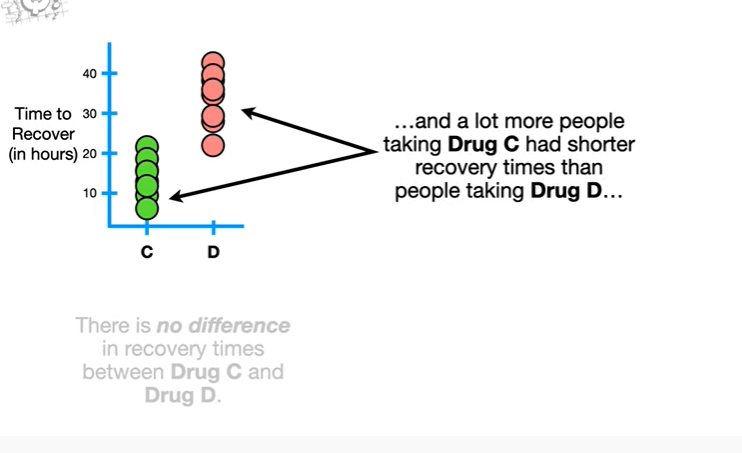 40
Time to 30
Recover
(in hours) 20
10
C D
...and a lot more people
taking Drug C had shorter
recovery times than
people taking Drug D...
There is no difference
in recovery times
between Drug C and
Drug D.